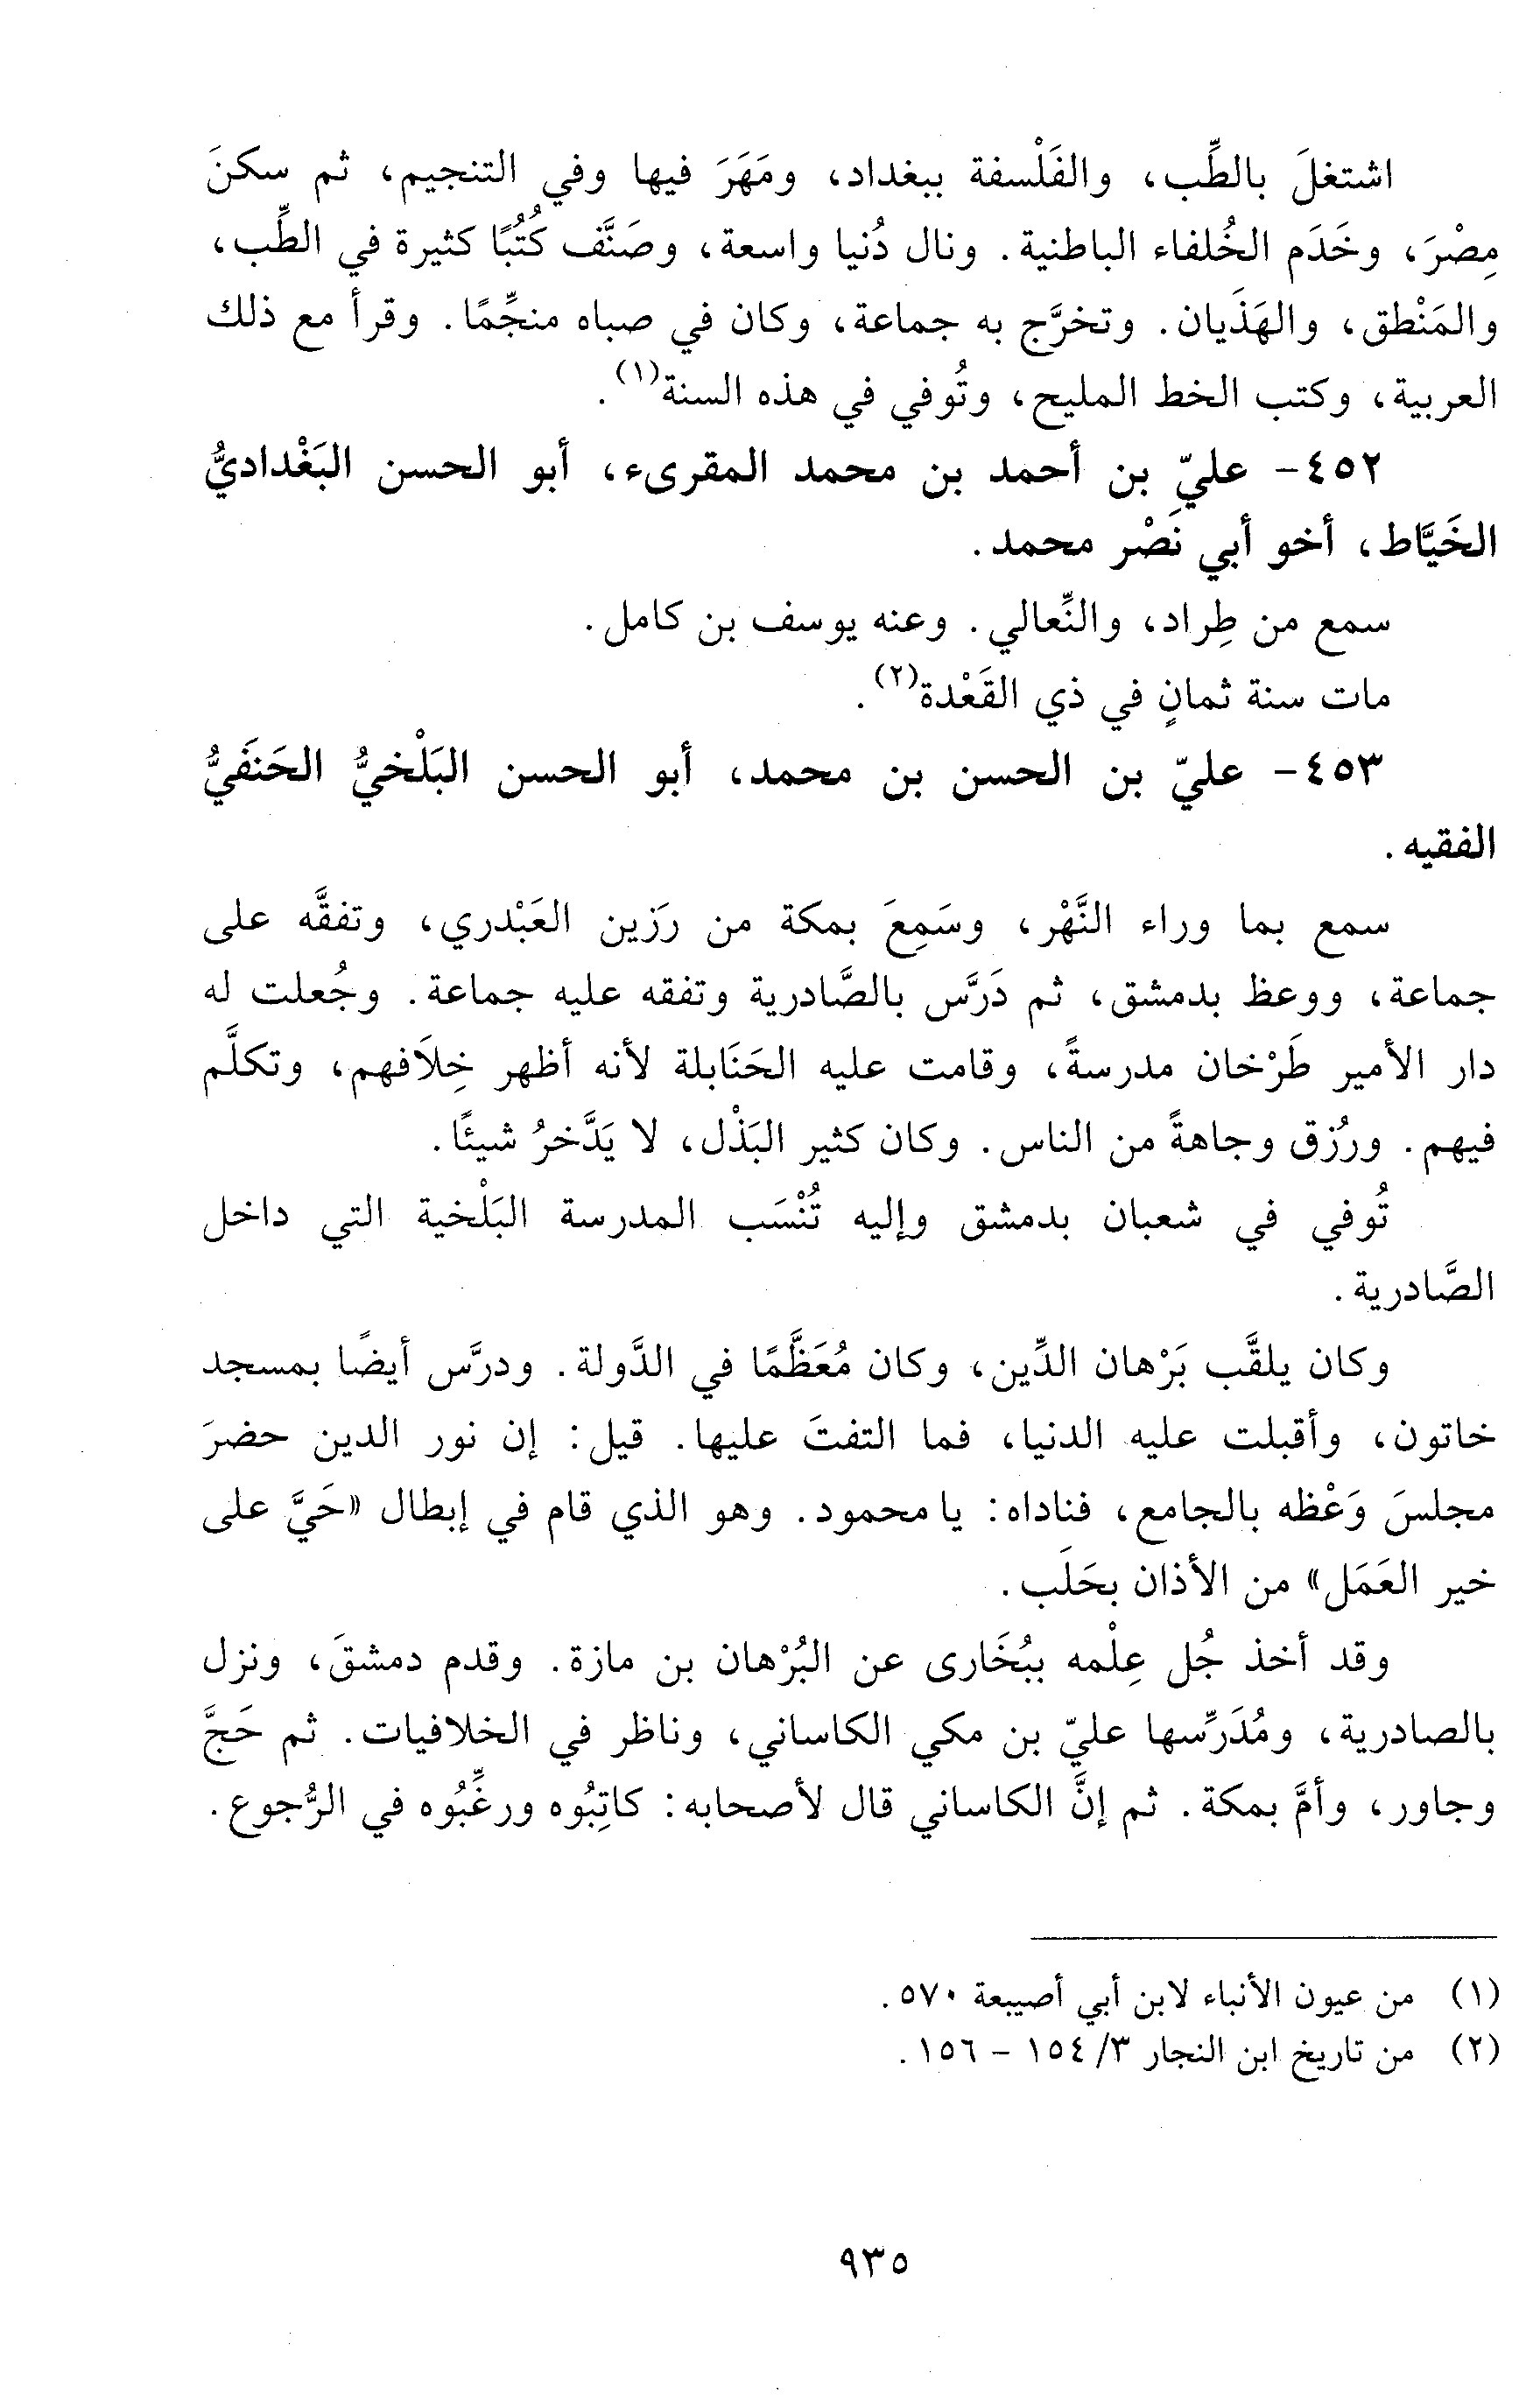 اشتغلَ بالطِّب، والفَلْسفة ببغداد، ومَهَرَ فيها وفي التنجيم، ثم سكنَ
مِصْرَ، وخَدَم الخُلفاء الباطنية. ونال دُنيا واسعة، وصَنَّف كُتُبًا كثيرة في الطِّب،
والمَنْطق، والهَذَيان. وتخرَّج به جماعة، وكان في صباه منجِّمًا. وقرأ مع ذلك
العربية، وكتب الخط المليح، وتُوفي في هذه السنة(١).
٤٥٢- عليّ بن أحمد بن محمد المقرىء، أبو الحسن البَغْداديُّ
الخَيَّاط، أخو أبي نَصْر محمد.
سمع من طِراد، والنِّعالي. وعنه يوسف بن كامل.
مات سنة ثمانٍ في ذي القَعْدة(٢).
٤٥٣- عليّ بن الحسن بن محمد، أبو الحسن البَلْخيُّ الحَنَفيُّ
الفقيه.
سمع بما وراء النَّهْر، وسَمِعَ بمكة من رَزين العَبْدري، وتفقَّه على
جماعة، ووعظ بدمشق، ثم دَرَّس بالصَّادرية وتفقه عليه جماعة. وجُعلت له
دار الأمير طَرْخان مدرسةً، وقامت عليه الحَنَابلة لأنه أظهر خِلَافهم، وتكلَّم
فيهم. ورُزق وجاهةً من الناس. وكان كثير البَذْل، لا يَدَّخرُ شيئًا.
تُوفي في شعبان بدمشق وإليه تُنْسَب المدرسة البَلْخية التي داخل
الصَّادرية.
وكان يلقَّب بَرْهان الدِّين، وكان مُعَظَّمًا في الدَّولة. ودرَّس أيضًا بمسجد
خاتون، وأقبلت عليه الدنيا، فما التفتَ عليها. قيل: إن نور الدين حضرَ
مجلسَ وَعْظه بالجامع، فناداه: يا محمود. وهو الذي قام في إبطال «حَيَّ على
خير العَمَل» من الأذان بحَلَب.
وقد أخذ جُل عِلْمه ببُخَارى عن البُرْهان بن مازة. وقدم دمشقَ، ونزل
بالصادرية، ومُدَرِّسها عليّ بن مكي الكاساني، وناظر في الخلافيات. ثم حَجَّ
وجاور، وأمَّ بمكة. ثم إنَّ الكاساني قال لأصحابه: كاتِبُوه ورغِّبُوه في الرُّجوع.
(١) من عيون الأنباء لابن أبي أصيبعة ٥٧٠.
(٢) من تاريخ ابن النجار ٣/ ١٥٤ - ١٥٦.
٩٣٥